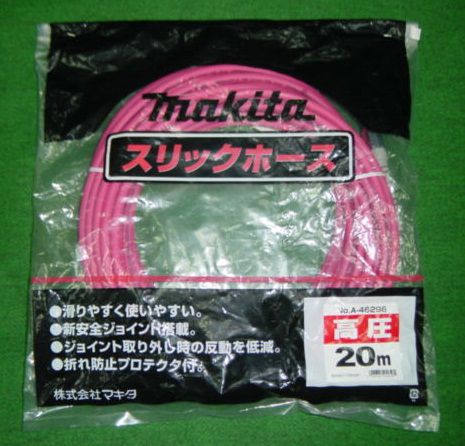 makita
スリックホース
●滑りやすく使いやすい。
●新安全ジョイント搭載。
●ジョイント取り外し時の反動を低減。
●折れ防止プロテクタ付。
株式会社マキタ
No.A-46296
高圧
20m